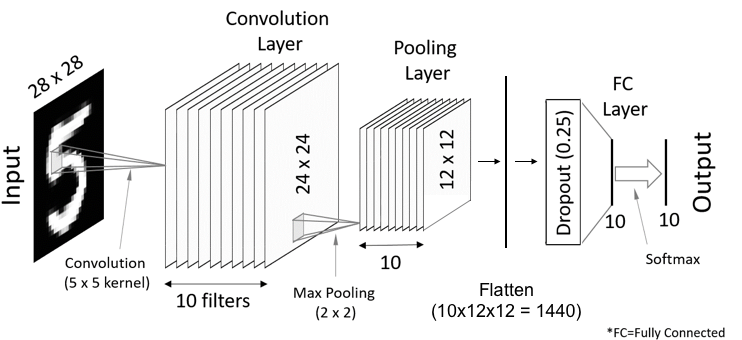 Input
28 x 28
Convolution
(5 x 5 kernel)
Convolution
Layer
24 x 24
10 filters
Max Pooling
(2 x 2)
Pooling
Layer
12 x 12
10
Flatten
(10x12x12 = 1440)
Dropout (0.25)
FC
Layer
10
Softmax
10
Output
*FC=Fully Connected